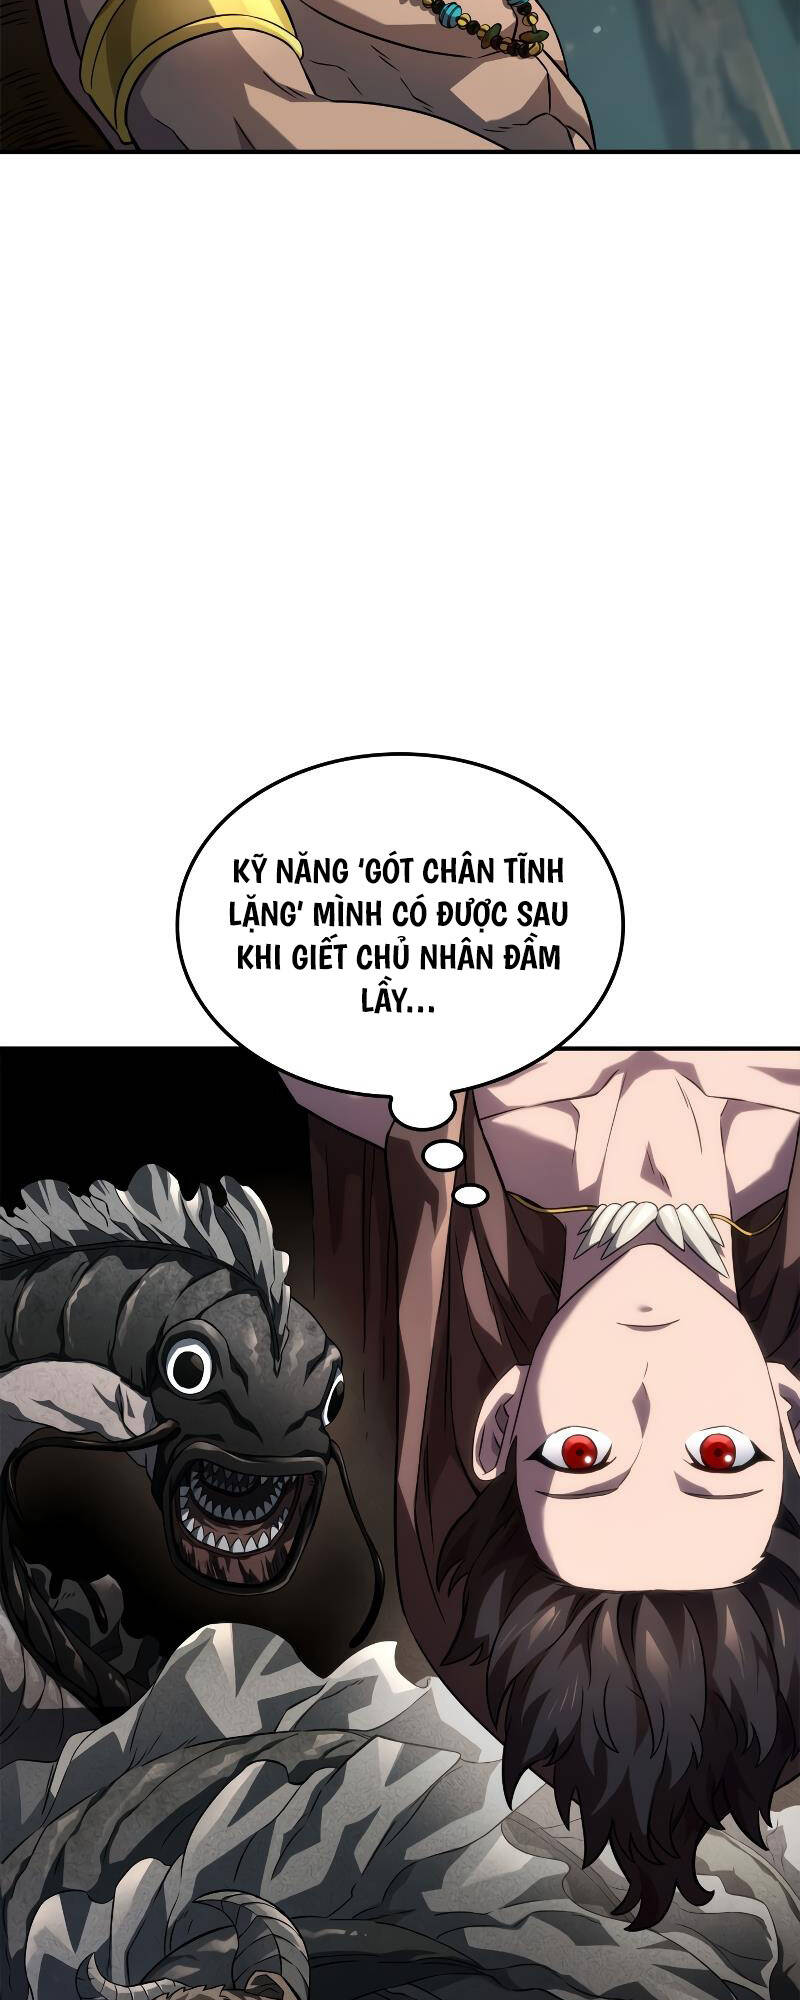 KỸ NĂNG ‘GÓT CHÂN TĨNH
LẶNG’ MÌNH CÓ ĐƯỢC SAU
KHI GIẾT CHỦ NHÂN ĐẦM
LẦY...